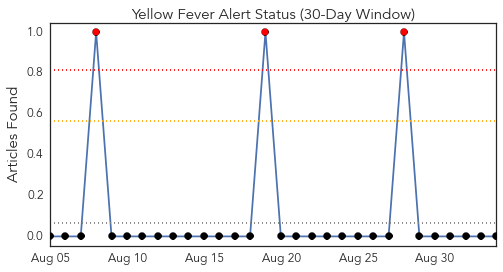 Yellow Fever Alert Status (30-Day Window)
Articles Found
1.0
0.8
0.6
0.4
0.2
0.0
Aug 05 Aug 10 Aug 15 Aug 20 Aug 25 Aug 30